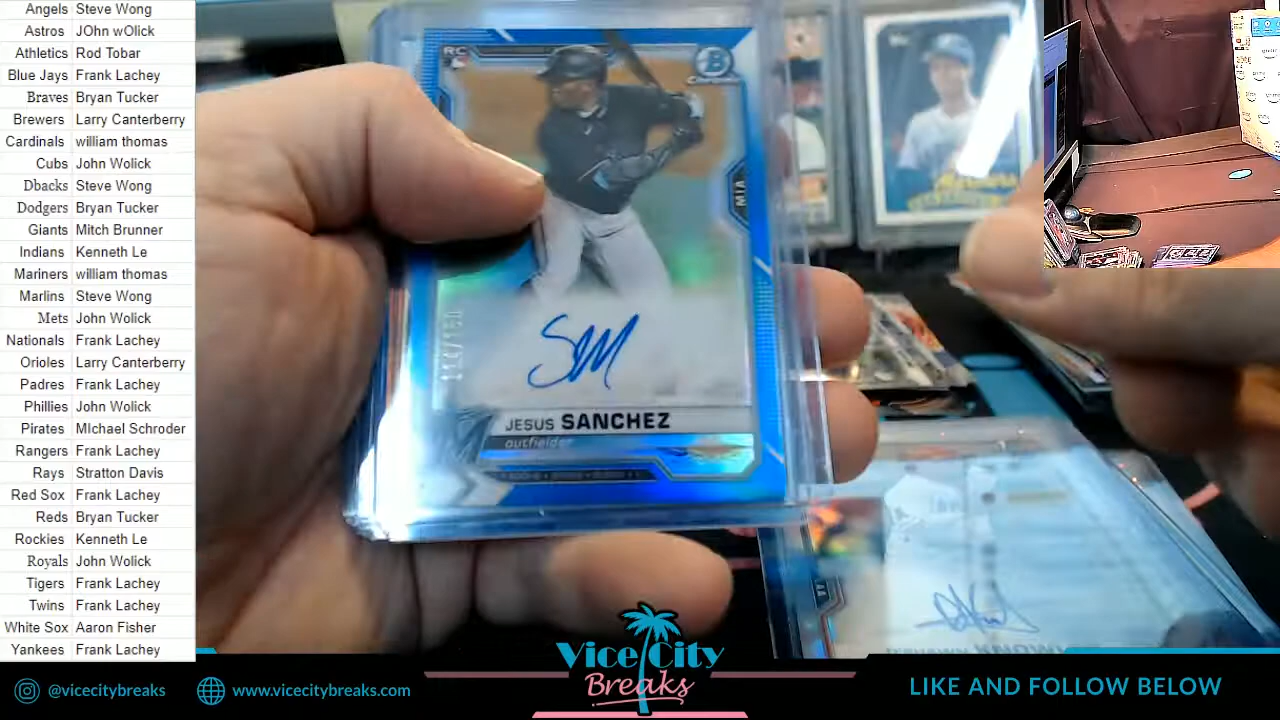 Angels Steve Wong
Astros JOhn wOlick
Athletics Rod Tobar
Blue Jays Frank Lachey
Braves Bryan Tucker
Brewers Larry Canterberry
Cardinals william thomas
Cubs John Wolick
Dbacks Steve Wong
Dodgers Bryan Tucker
Giants Mitch Brunner
Indians Kenneth Le
Mariners william thomas
Marlins Steve Wong
Mets John Wolick
Nationals Frank Lachey
Orioles Larry Canterberry
Padres Frank Lachey
Phillies John Wolick
Pirates MIchael Schroder
Rangers Frank Lachey
Rays Stratton Davis
Red Sox Frank Lachey
Reds Bryan Tucker
Rockies Kenneth Le
Royals John Wolick
Tigers Frank Lachey
Twins Frank Lachey
White Sox Aaron Fisher
Yankees Frank Lachey
RC
B
Chrome
MIA
JESUS SANCHEZ
outfielder
@vicecitybreaks
www.vicecitybreaks.com
Vice City
Breaks
LIKE AND FOLLOW BELOW